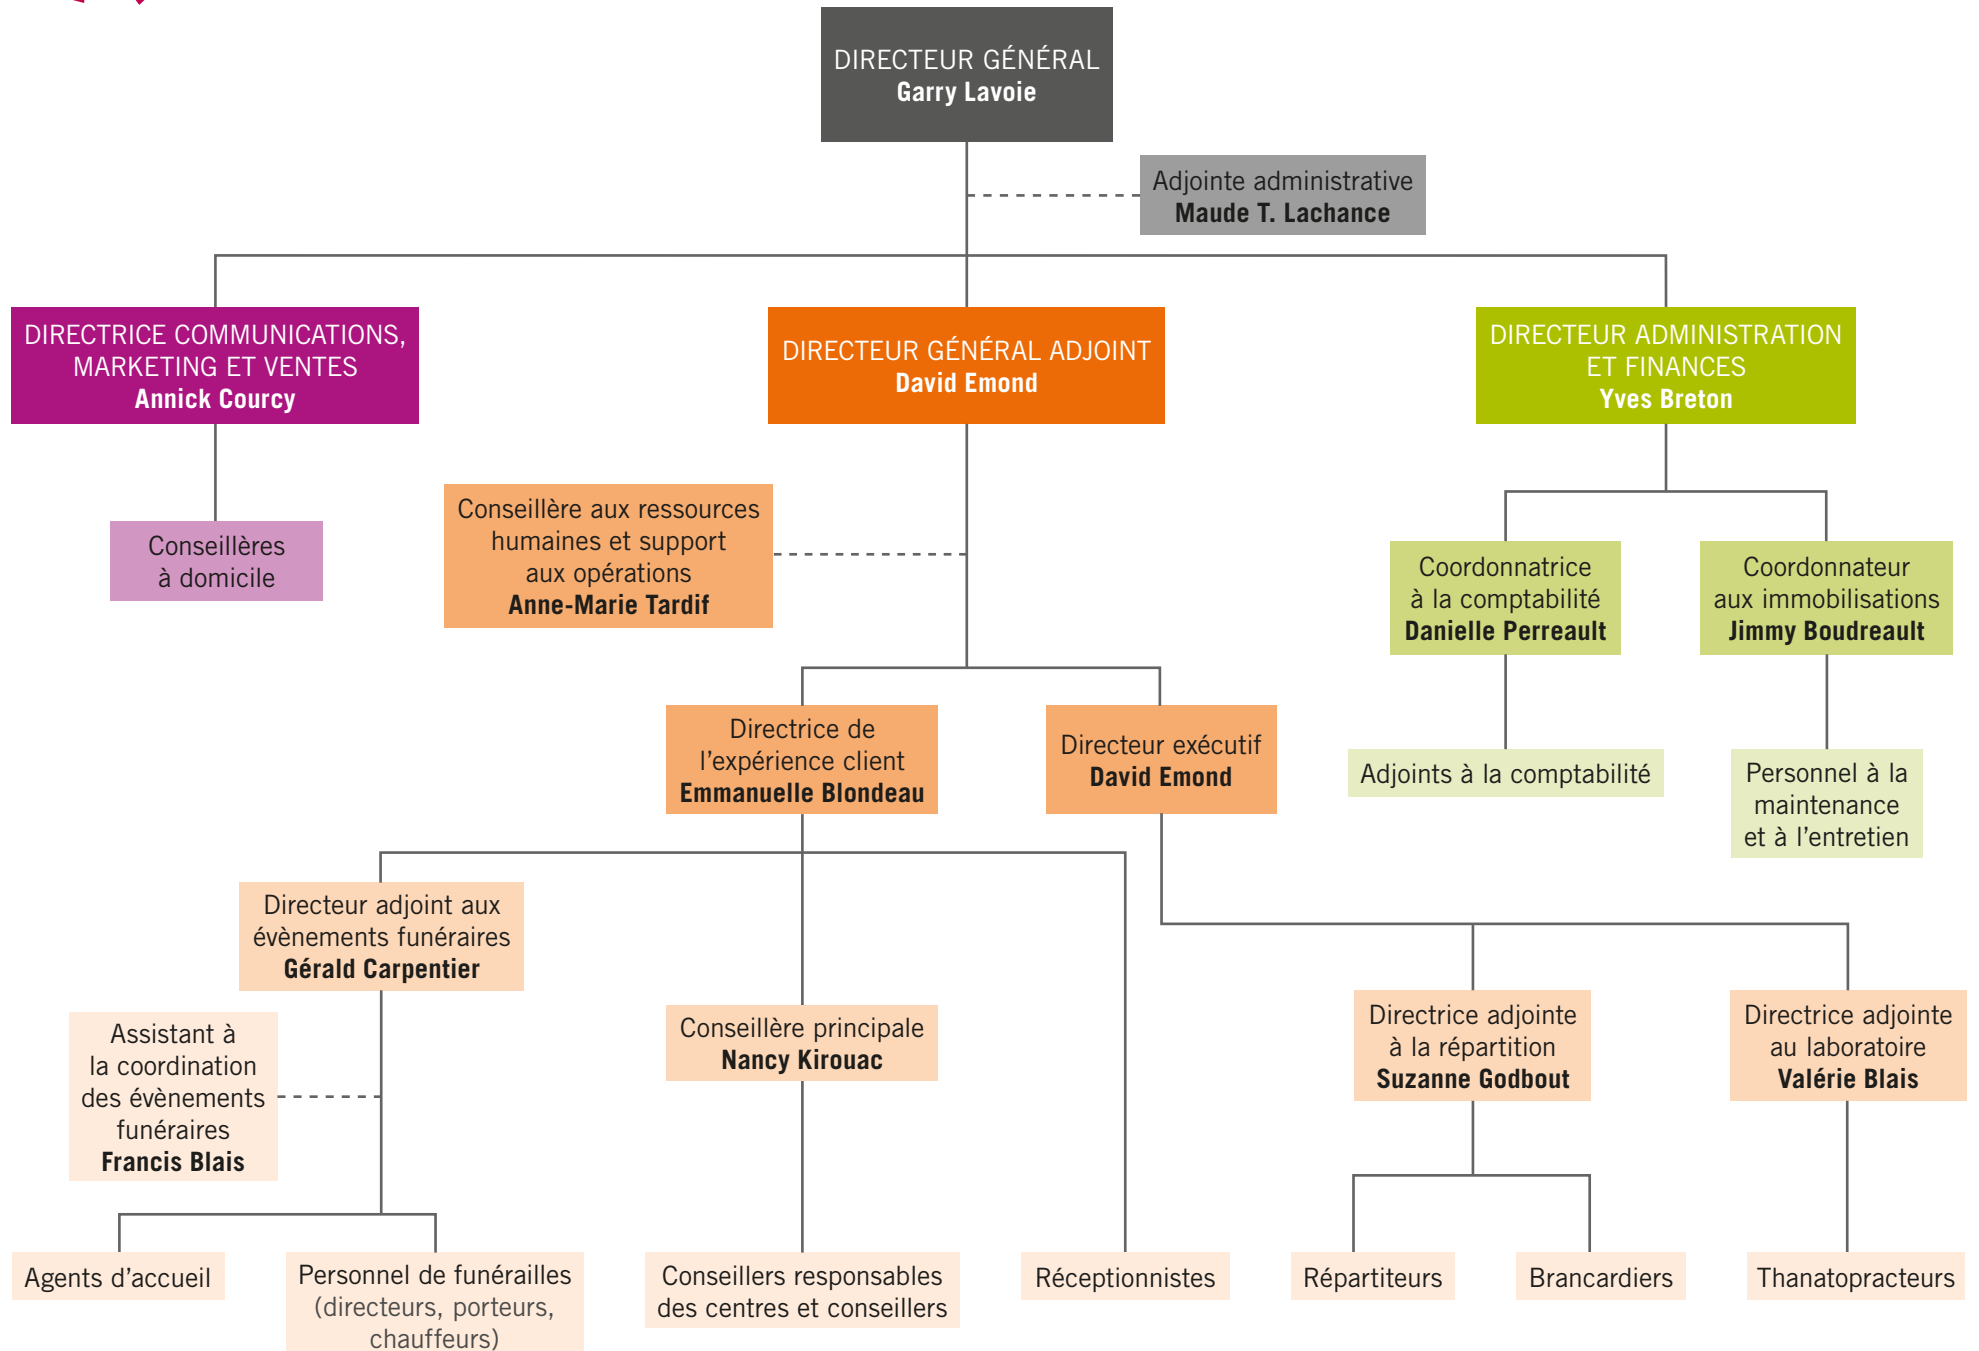 DIRECTEUR GÉNÉRAL
Garry Lavoie
Adjointe administrative
Maude T. Lachance
DIRECTRICE COMMUNICATIONS,
MARKETING ET VENTES
Annick Courcy
DIRECTEUR GÉNÉRAL ADJOINT
David Emond
DIRECTEUR ADMINISTRATION
ET FINANCES
Yves Breton
Conseillères
à domicile
Conseillère aux ressources
humaines et support
aux opérations
Anne-Marie Tardif
Coordonnatrice
à la comptabilité
Danielle Perreault
Coordonnateur
aux immobilisations
Jimmy Boudreault
Directrice de
l'expérience client
Emmanuelle Blondeau
Directeur exécutif
David Emond
Adjoints à la comptabilité
Personnel à la
maintenance
et à l'entretien
Directeur adjoint aux
évènements funéraires
Gérald Carpentier
Assistant à
la coordination
des évènements
funéraires
Francis Blais
Conseillère principale
Nancy Kirouac
Directrice adjointe
à la répartition
Suzanne Godbout
Directrice adjointe
au laboratoire
Valérie Blais
Agents d'accueil
Personnel de funérailles
(directeurs, porteurs,
chauffeurs)
Conseillers responsables
des centres et conseillers
Réceptionnistes
Répartiteurs
Brancardiers
Thanatopracteurs